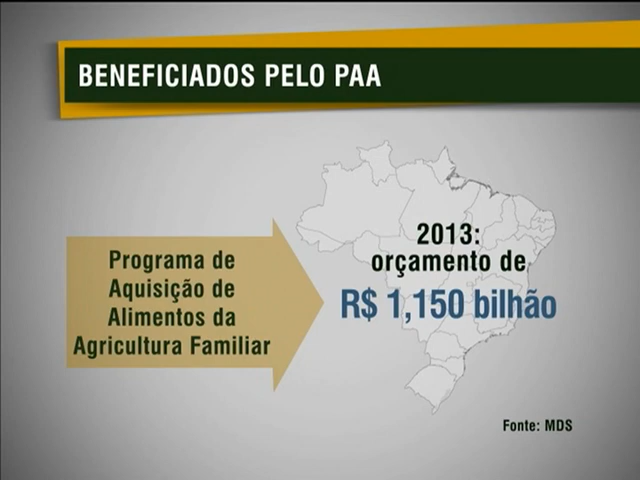 BENEFICIADOS PELO PAA
Programa de
Aquisição de
Alimentos da
Agricultura Familiar
2013:
orçamento de
R$ 1,150 bilhão
Fonte: MDS